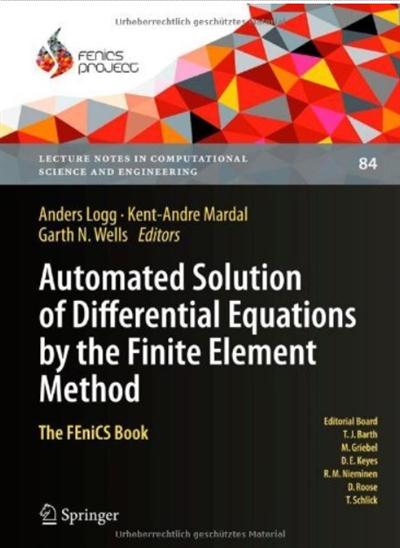 Urheberrechtlich geschütztes Material
FENICS
PROJECT
LECTURE NOTES IN COMPUTATIONAL
SCIENCE AND ENGINEERING
84
Anders Logg · Kent-Andre Mardal
Garth N. Wells Editors
Automated Solution
of Differential Equations
by the Finite Element
Method
The FEniCS Book
Editorial Board
T. J. Barth
M. Griebel
D. E. Keyes
R. M. Nieminen
D. Roose
T. Schlick
Springer
Urheberrechtlich geschütztes Material